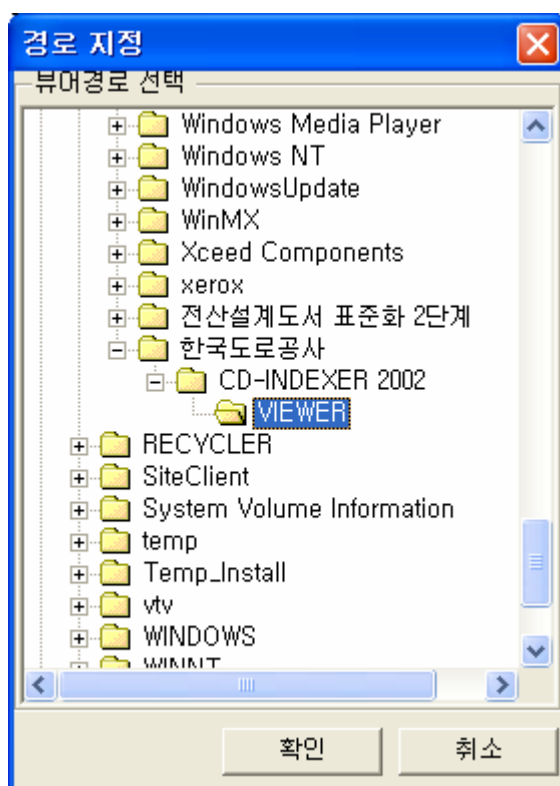 경로 지정
뷰어경로 선택
Windows Media Player
Windows NT
WindowsUpdate
WinMX
Xceed Components
xerox
전산설계도서 표준화 2단계
한국도로공사
CD-INDEXER 2002
VIEWER
RECYCLER
SiteClient
System Volume Information
temp
Temp_Install
vtv
WINDOWS
WINNT
확인
취소